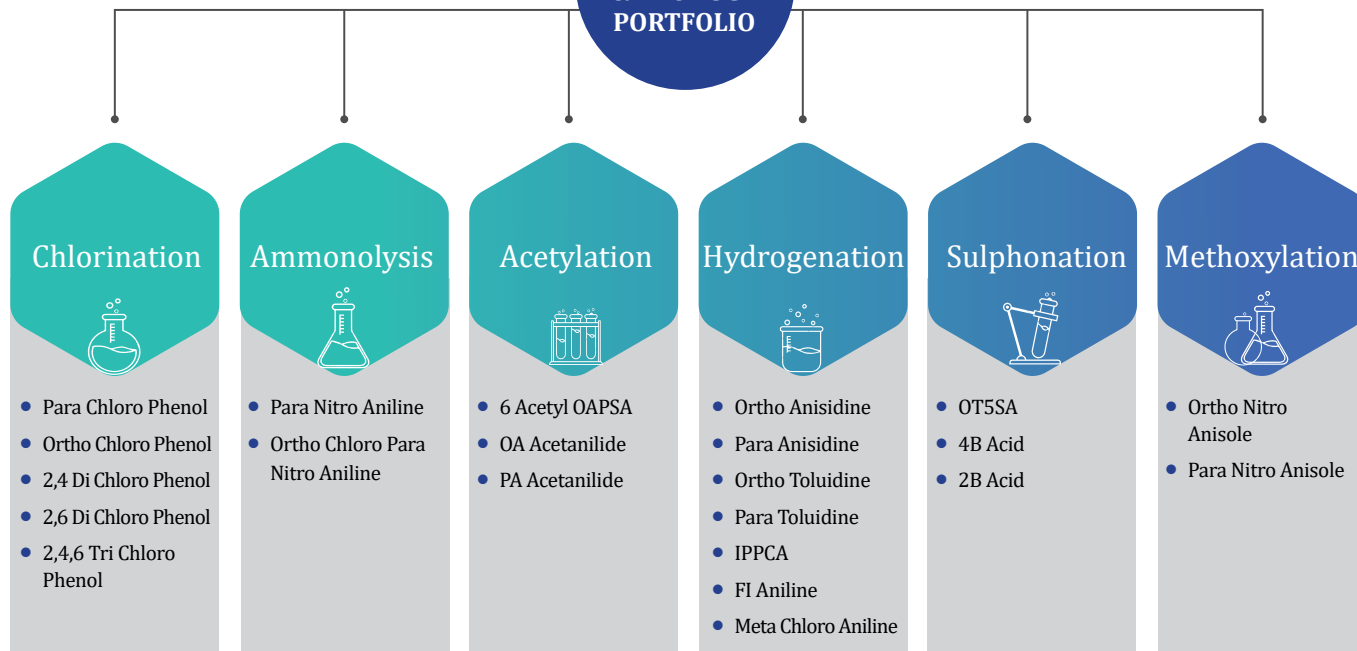 PORTFOLIO
Chlorination
Para Chloro Phenol
Ortho Chloro Phenol
2,4 Di Chloro Phenol
2,6 Di Chloro Phenol
2,4,6 Tri Chloro
Phenol
Ammonolysis
Para Nitro Aniline
Ortho Chloro Para
Nitro Aniline
Acetylation
6 Acetyl OAPSA
OA Acetanilide
PA Acetanilide
Hydrogenation
Ortho Anisidine
Para Anisidine
Ortho Toluidine
Para Toluidine
IPPCA
FI Aniline
Meta Chloro Aniline
Sulphonation
OT5SA
4B Acid
2B Acid
Methoxylation
Ortho Nitro
Anisole
Para Nitro Anisole